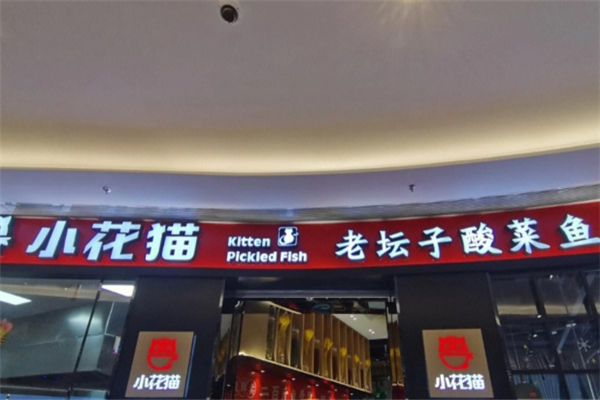 小花猫
Kitten
Pickled Fish
老坛子酸菜鱼
小花猫
小花猫